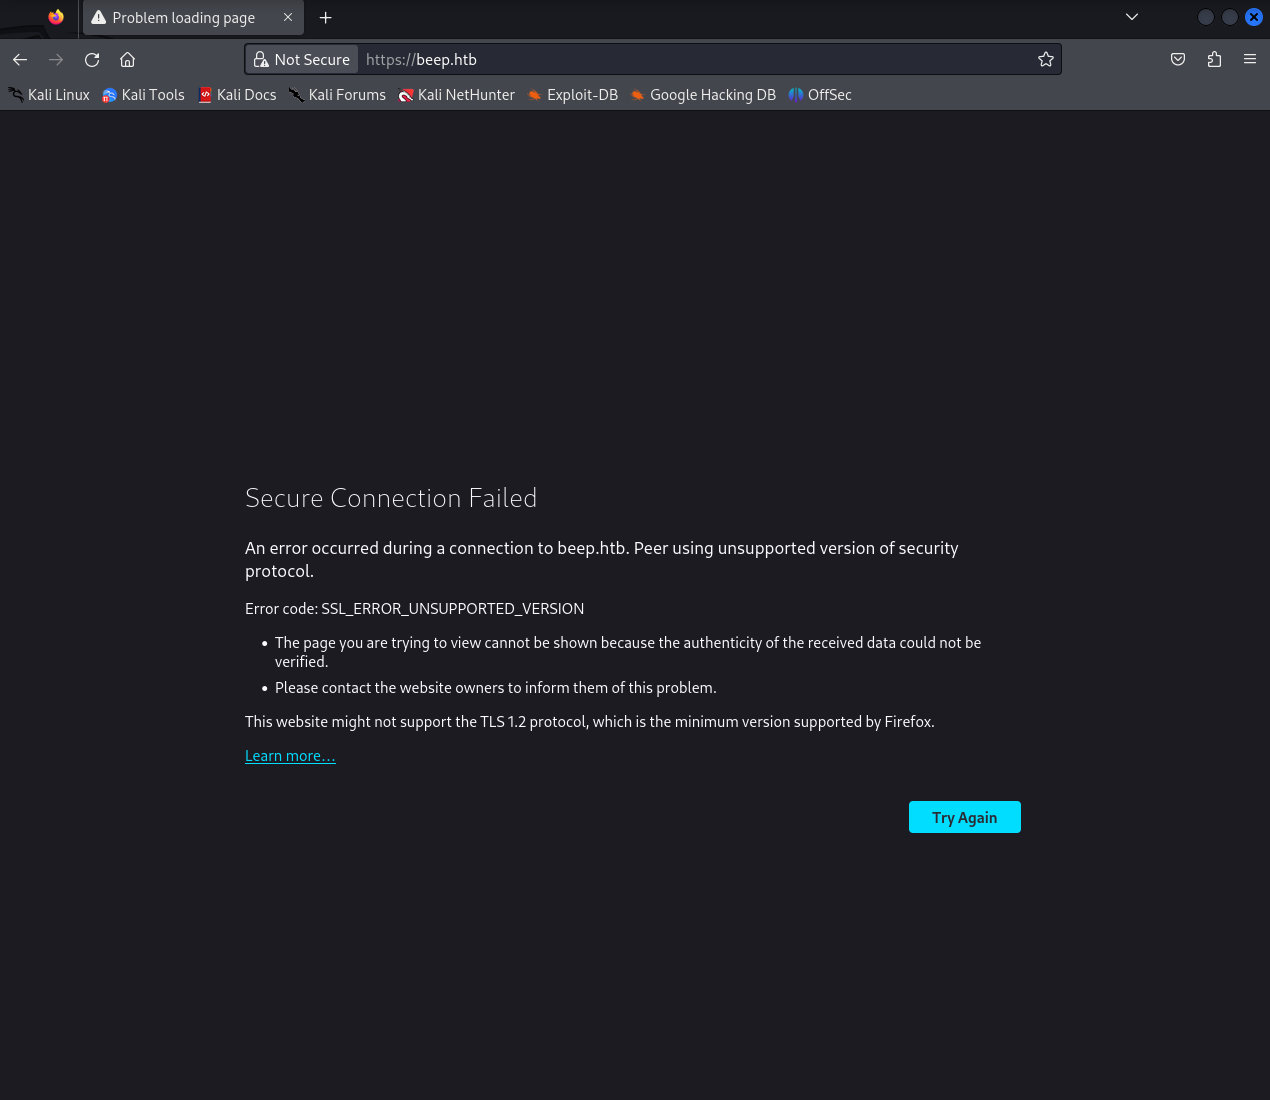 Problem loading page
Not Secure https://beep.htb
Kali Linux Kali Tools Kali Docs Kali Forums Kali NetHunter Exploit-DB Google Hacking DB OffSec
Secure Connection Failed
An error occurred during a connection to beep.htb. Peer using unsupported version of security
protocol.
Error code: SSL_ERROR_UNSUPPORTED_VERSION
• The page you are trying to view cannot be shown because the authenticity of the received data could not be
verified.
• Please contact the website owners to inform them of this problem.
This website might not support the TLS 1.2 protocol, which is the minimum version supported by Firefox.
Learn more…
Try Again